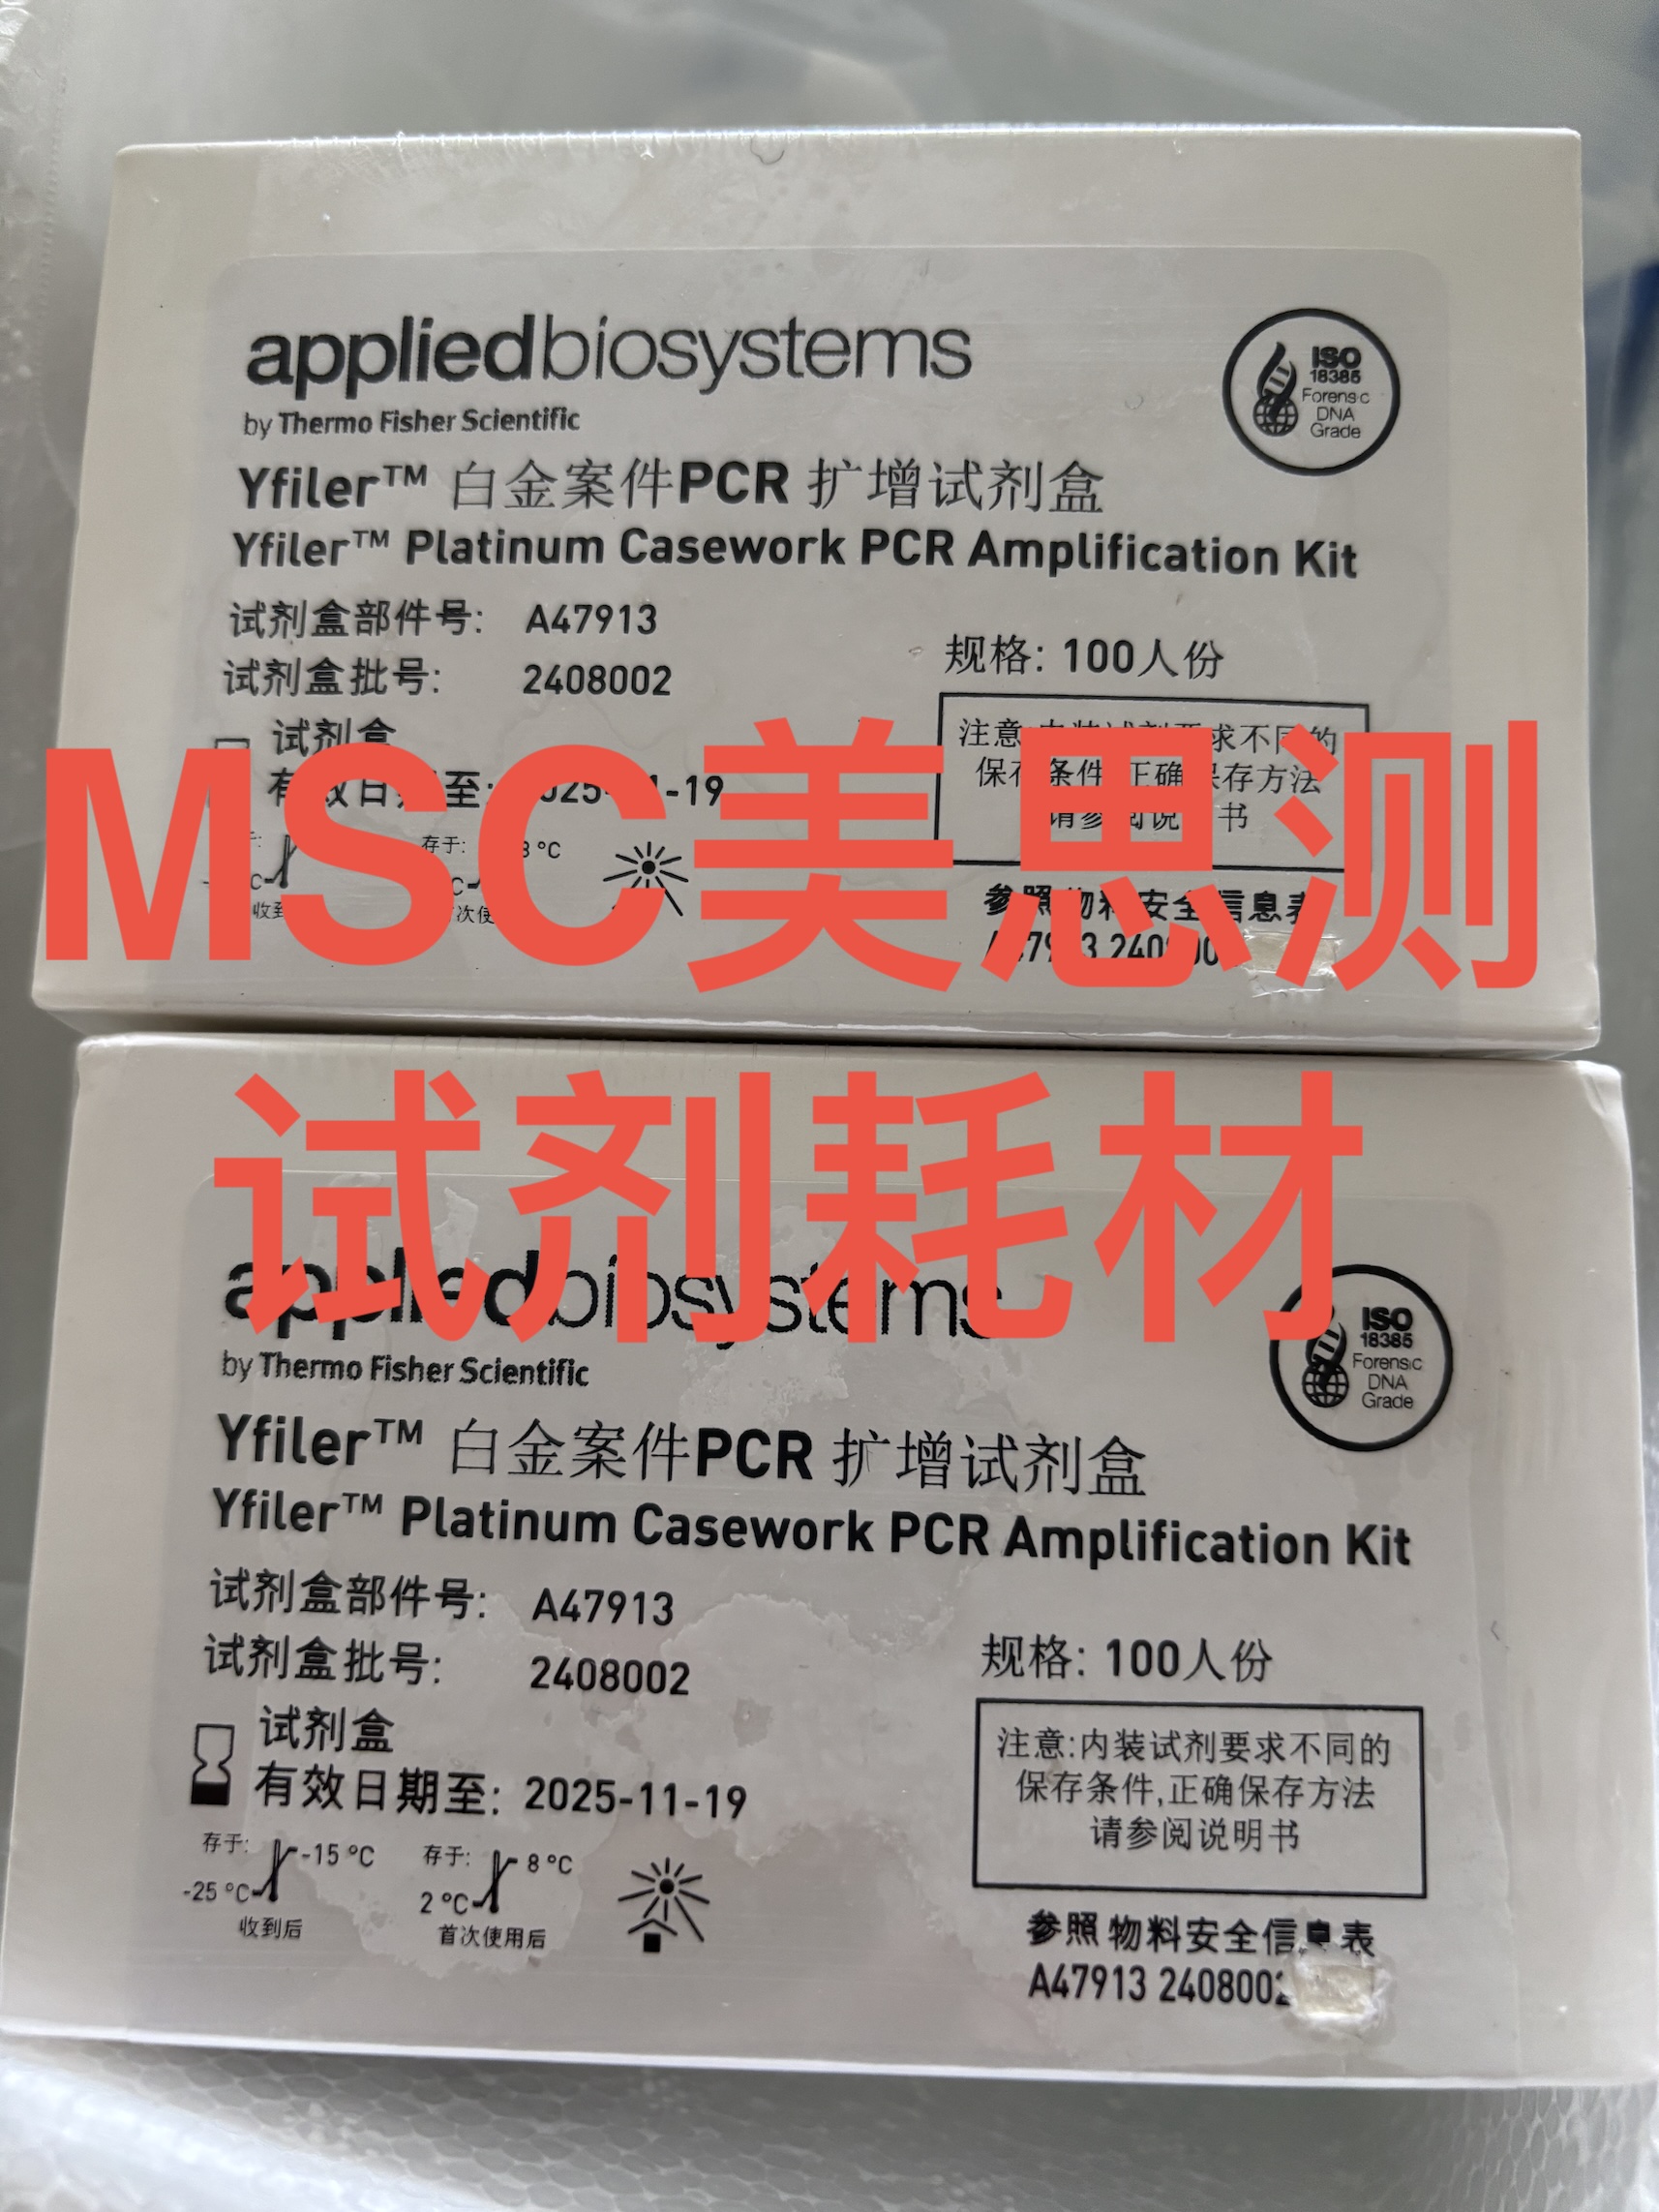 appliedbiosystems
by Thermo Fisher Scientific
ISO
18385
Forensic
DNA
Grade
Yfiler™ 白金案件PCR 扩增试剂盒
Yfiler™ Platinum Casework PCR Amplification Kit
试剂盒部件号: A47913
试剂盒批号: 2408002
规格: 100人份
试剂盒
MSC美思测
试剂耗材
appliedbiosystems
by Thermo Fisher Scientific
ISO
18385
Forensic
DNA
Grade
Yfiler™ 白金案件PCR 扩增试剂盒
Yfiler™ Platinum Casework PCR Amplification Kit
试剂盒部件号: A47913
试剂盒批号: 2408002
规格: 100人份
试剂盒
有效日期至: 2025-11-19
注意:内装试剂要求不同的
保存条件,正确保存方法
请参阅说明书
存于: -15 °C
-25 °C
收到后
存于: 8 °C
2 °C
首次使用后
参照物料安全信息表
A47913 2408002